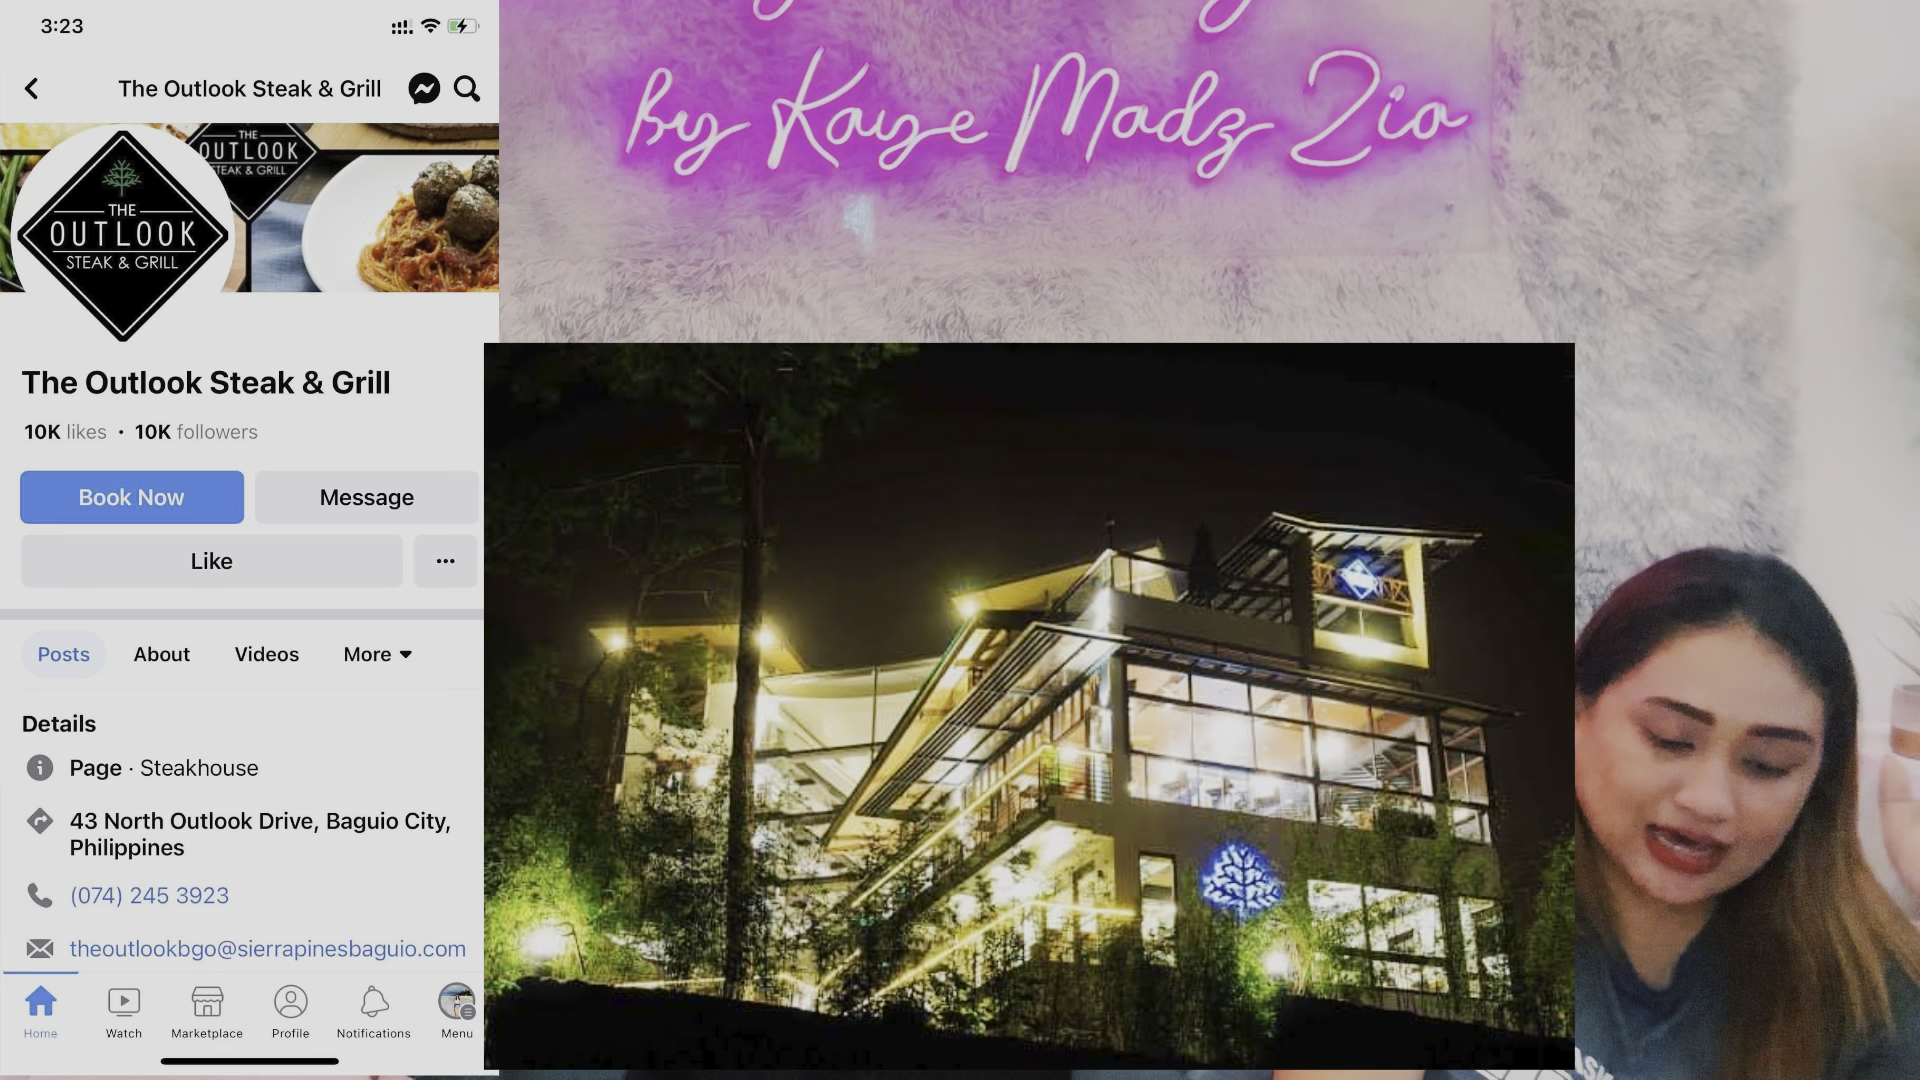 3:23
The Outlook Steak & Grill
THE
OUTLOOK
STEAK & GRILL
THE
OUTLOOK
STEAK & GRILL
The Outlook Steak & Grill
10K likes · 10K followers
Book Now
Message
Like
Posts
About
Videos
More
Details
Page · Steakhouse
43 North Outlook Drive, Baguio City,
Philippines
(074) 245 3923
theoutlookbgo@sierrapinesbaguio.com
Home
Watch
Marketplace
Profile
Notifications
Menu
By Kaye Madz Zia